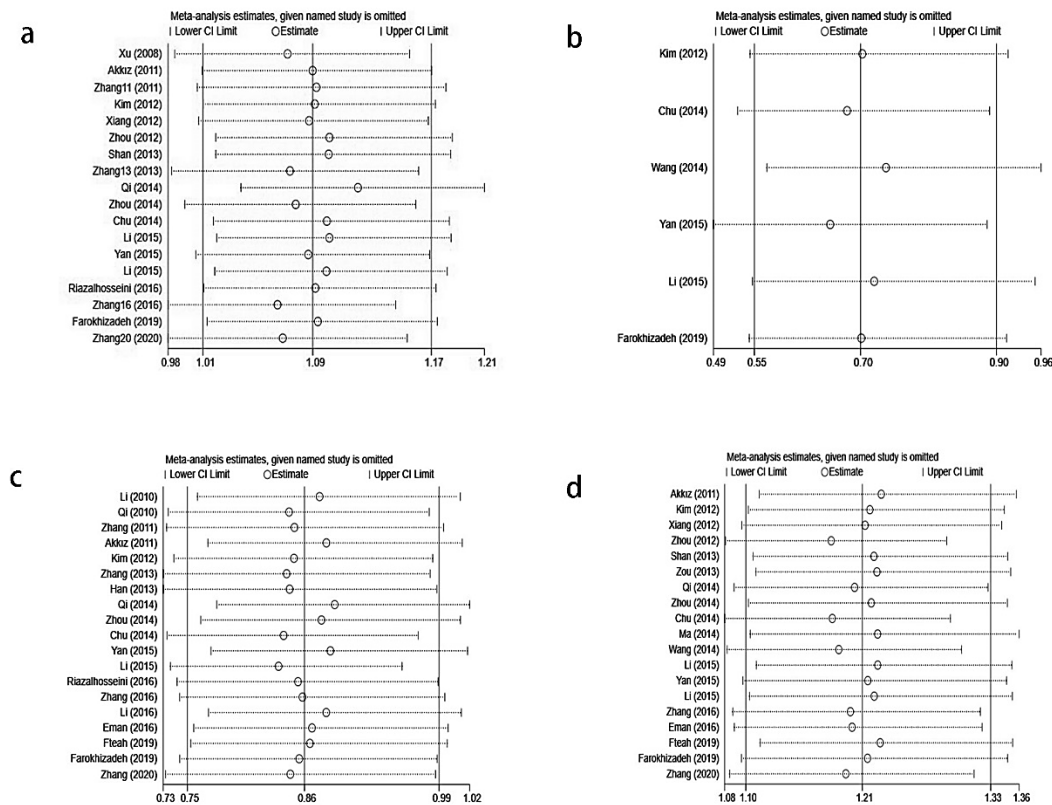 a
Meta-analysis estimates, given named study is omitted
Lower CI Limit Estimate Upper CI Limit
Xu (2008)
Akkız (2011)
Zhang11 (2011)
Kim (2012)
Xiang (2012)
Zhou (2012)
Shan (2013)
Zhang13 (2013)
Qi (2014)
Zhou (2014)
Chu (2014)
Li (2015)
Yan (2015)
Li (2015)
Riazalhosseini (2016)
Zhang16 (2016)
Farokhizadeh (2019)
Zhang20 (2020)
0.98 1.01 1.09 1.17 1.21
b
Meta-analysis estimates, given named study is omitted
Lower CI Limit Estimate Upper CI Limit
Kim (2012)
Chu (2014)
Wang (2014)
Yan (2015)
Li (2015)
Farokhizadeh (2019)
0.49 0.55 0.70 0.90 0.96
c
Meta-analysis estimates, given named study is omitted
Lower CI Limit Estimate Upper CI Limit
Li (2010)
Qi (2010)
Zhang (2011)
Akkız (2011)
Kim (2012)
Zhang (2013)
Han (2013)
Qi (2014)
Zhou (2014)
Chu (2014)
Yan (2015)
Li (2015)
Riazalhosseini (2016)
Zhang (2016)
Li (2016)
Eman (2016)
Fteah (2019)
Farokhizadeh (2019)
Zhang (2020)
0.73 0.75 0.86 0.99 1.02
d
Meta-analysis estimates, given named study is omitted
Lower CI Limit Estimate Upper CI Limit
Akkız (2011)
Kim (2012)
Xiang (2012)
Zhou (2012)
Shan (2013)
Zou (2013)
Qi (2014)
Zhou (2014)
Chu (2014)
Ma (2014)
Wang (2014)
Li (2015)
Yan (2015)
Li (2015)
Zhang (2016)
Eman (2016)
Fteah (2019)
Farokhizadeh (2019)
Zhang (2020)
1.08 1.10 1.21 1.33 1.36